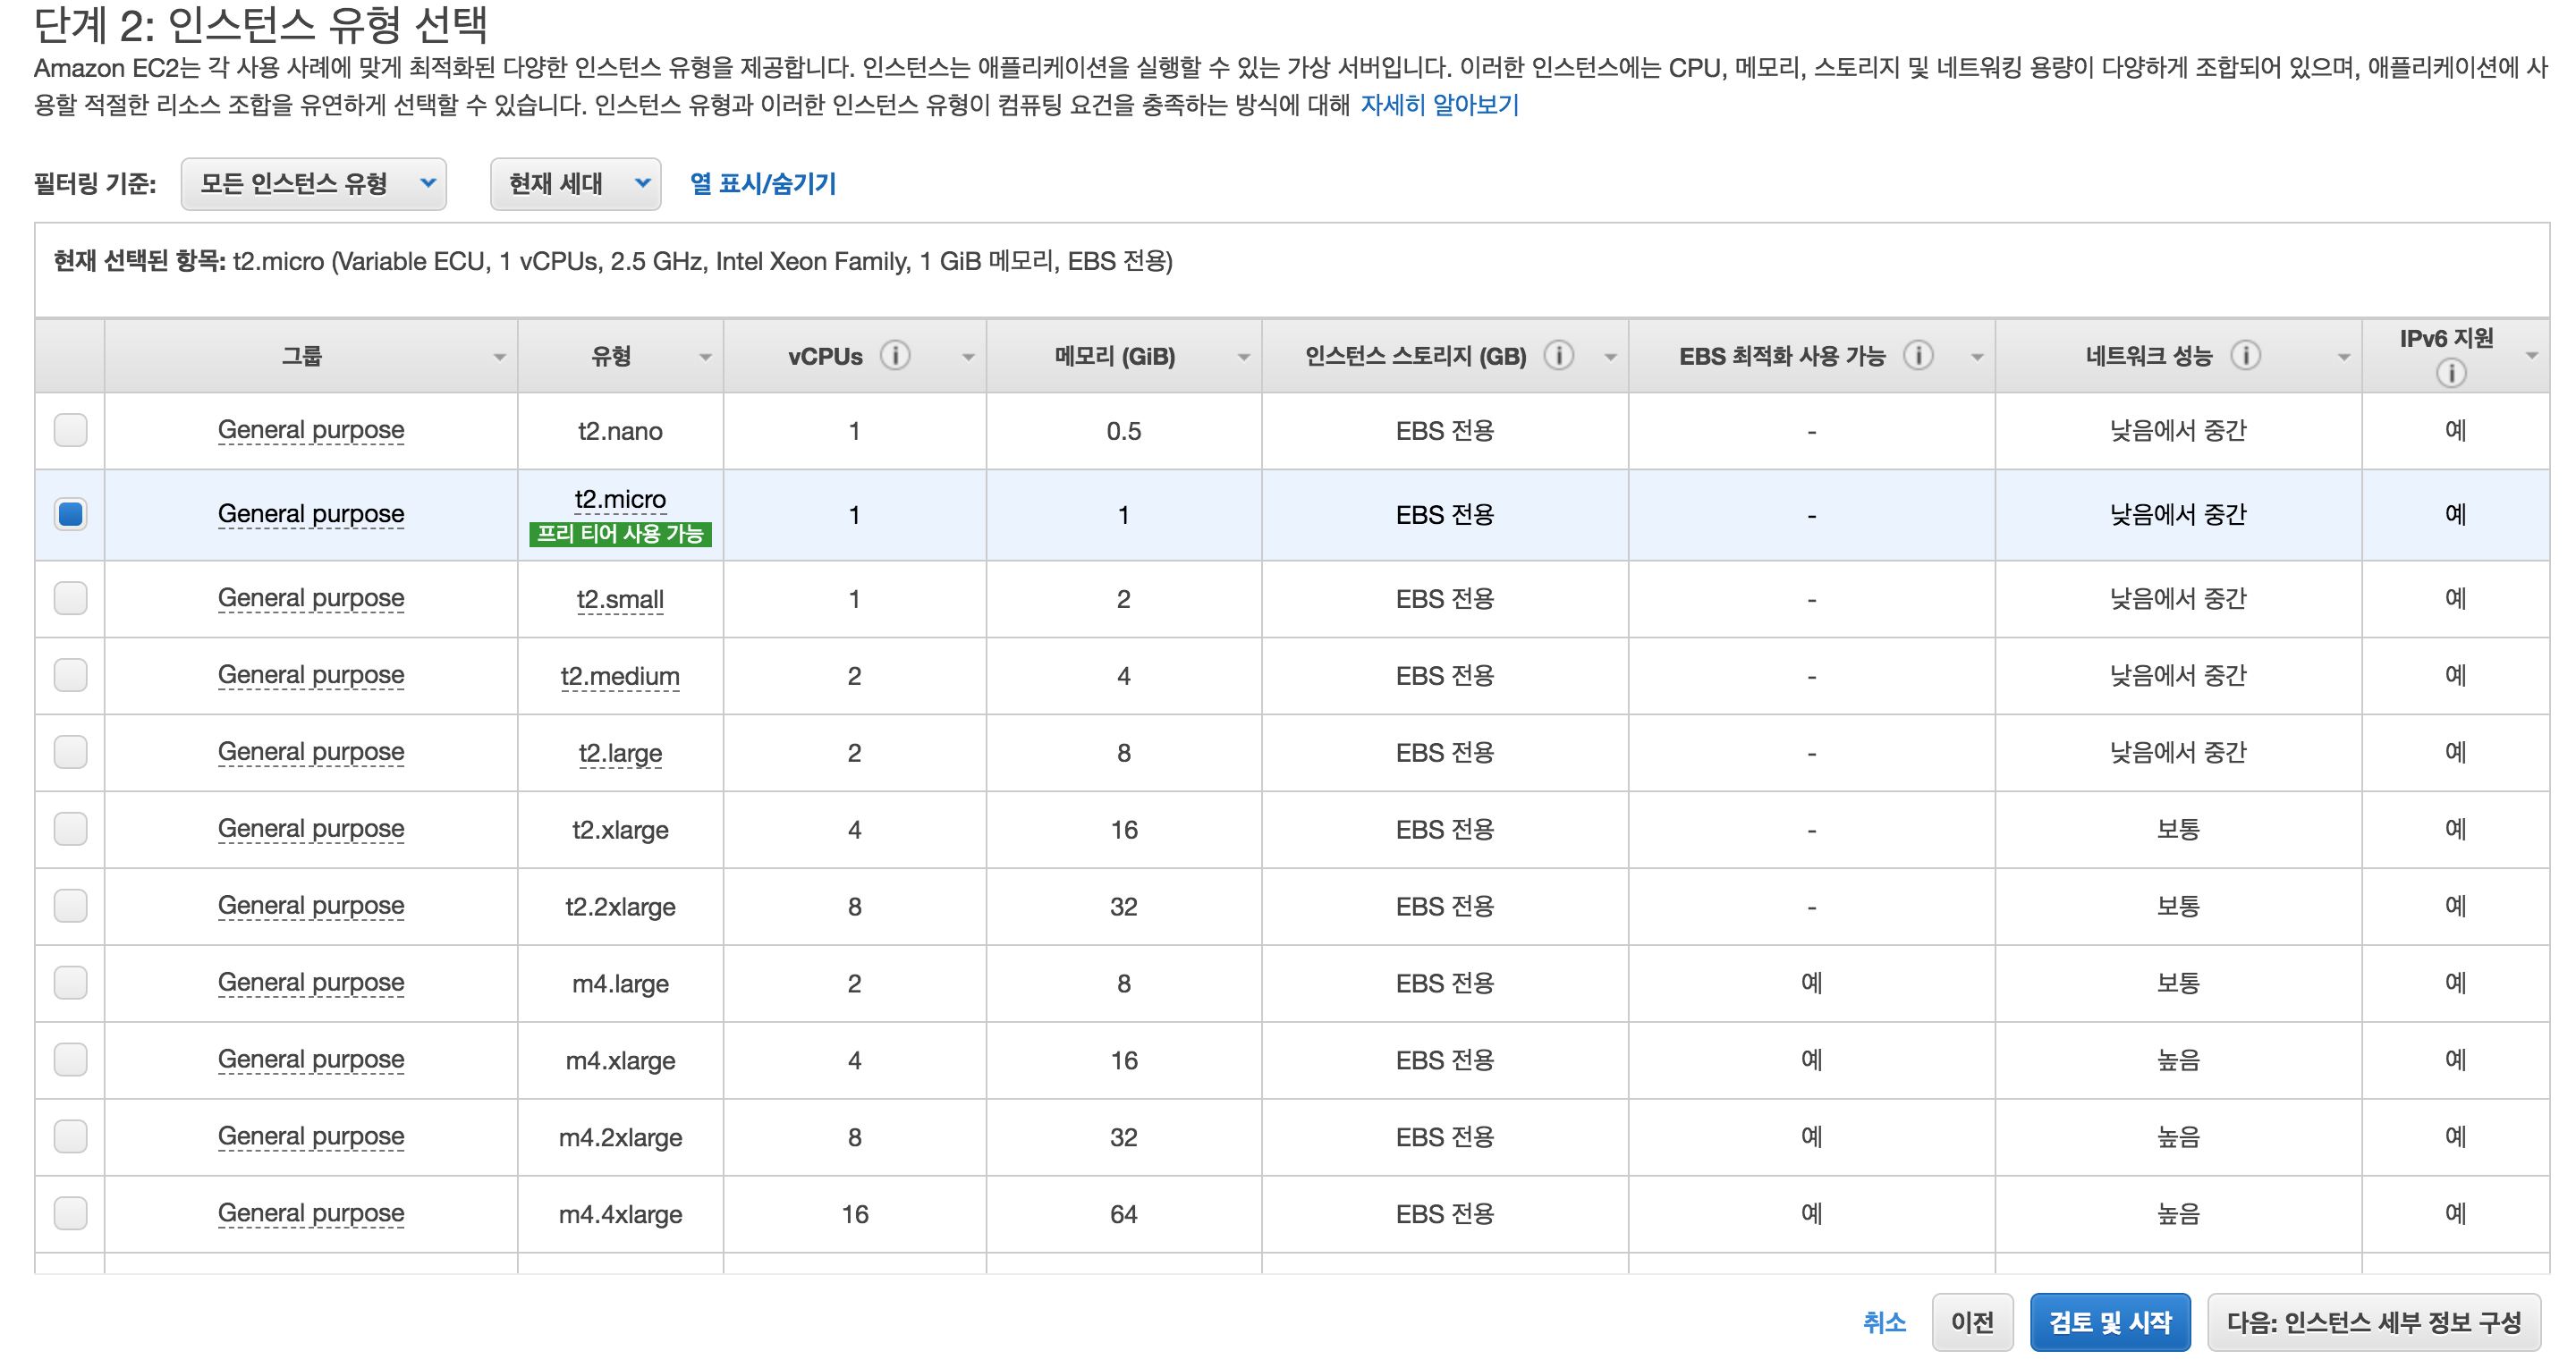 단계 2: 인스턴스 유형 선택
Amazon EC2는 각 사용 사례에 맞게 최적화된 다양한 인스턴스 유형을 제공합니다. 인스턴스는 애플리케이션을 실행할 수 있는 가상 서버입니다. 이러한 인스턴스에는 CPU, 메모리, 스토리지 및 네트워킹 용량이 다양하게 조합되어 있으며, 애플리케이션에 사
용할 적절한 리소스 조합을 유연하게 선택할 수 있습니다. 인스턴스 유형과 이러한 인스턴스 유형이 컴퓨팅 요건을 충족하는 방식에 대해 자세히 알아보기
필터링 기준: 모든 인스턴스 유형 현재 세대 열 표시/숨기기
현재 선택된 항목: t2.micro (Variable ECU, 1 vCPUs, 2.5 GHz, Intel Xeon Family, 1 GiB 메모리, EBS 전용)
그룹 유형 vCPUs 메모리 (GiB) 인스턴스 스토리지 (GB) EBS 최적화 사용 가능 네트워크 성능 IPv6 지원
General purpose t2.nano 1 0.5 EBS 전용 - 낮음에서 중간 예
General purpose t2.micro 1 1 EBS 전용 - 낮음에서 중간 예
프리 티어 사용 가능
General purpose t2.small 1 2 EBS 전용 - 낮음에서 중간 예
General purpose t2.medium 2 4 EBS 전용 - 낮음에서 중간 예
General purpose t2.large 2 8 EBS 전용 - 낮음에서 중간 예
General purpose t2.xlarge 4 16 EBS 전용 - 보통 예
General purpose t2.2xlarge 8 32 EBS 전용 - 보통 예
General purpose m4.large 2 8 EBS 전용 예 보통 예
General purpose m4.xlarge 4 16 EBS 전용 예 높음 예
General purpose m4.2xlarge 8 32 EBS 전용 예 높음 예
General purpose m4.4xlarge 16 64 EBS 전용 예 높음 예
취소 이전 검토 및 시작 다음: 인스턴스 세부 정보 구성